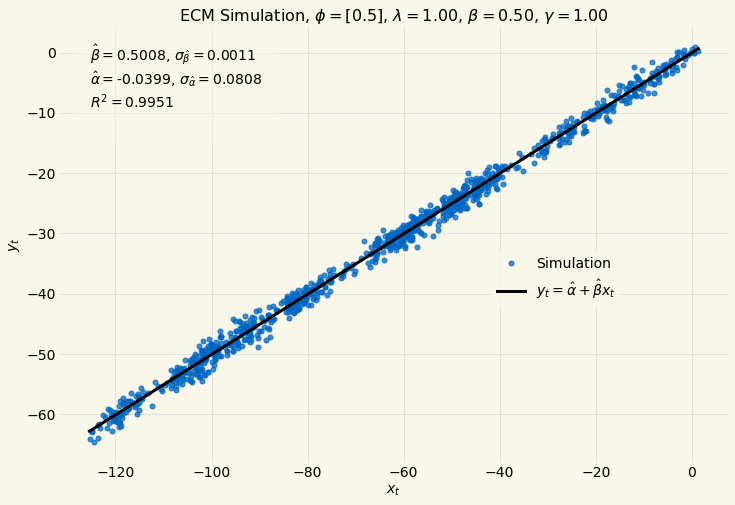 ECM Simulation, ϕ = [0.5], λ = 1.00, β = 0.50, γ = 1.00
β̂ = 0.5008, σ_β̂ = 0.0011
α̂ = -0.0399, σ_α̂ = 0.0808
R² = 0.9951
0
−10
−20
−30
−40
−50
−60
y_t
Simulation
y_t = α̂ + β̂x_t
−120
−100
−80
−60
−40
−20
0
x_t